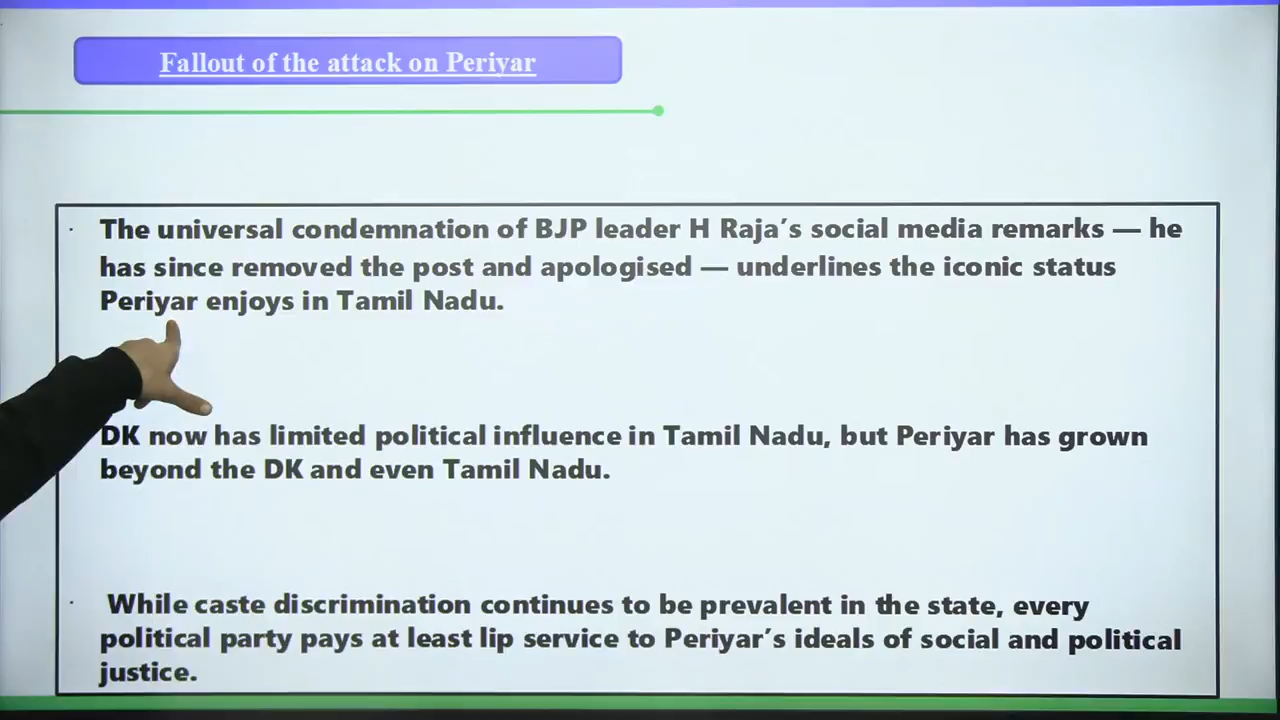 Fallout of the attack on Periyar
· The universal condemnation of BJP leader H Raja’s social media remarks — he
has since removed the post and apologised — underlines the iconic status
Periyar enjoys in Tamil Nadu.
DK now has limited political influence in Tamil Nadu, but Periyar has grown
beyond the DK and even Tamil Nadu.
· While caste discrimination continues to be prevalent in the state, every
political party pays at least lip service to Periyar’s ideals of social and political
justice.